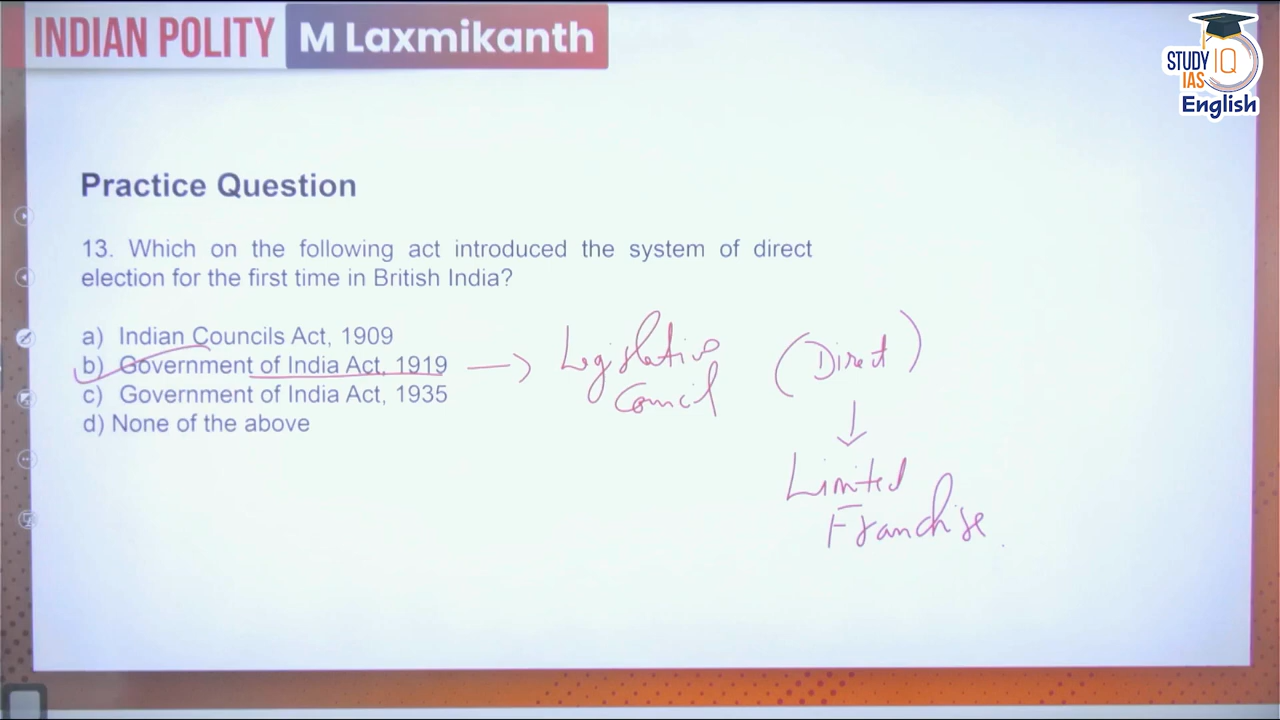 INDIAN POLITY M Laxmikanth
STUDY IQ
IAS
English
Practice Question
13. Which on the following act introduced the system of direct
election for the first time in British India?
a) Indian Councils Act, 1909
b) Government of India Act, 1919
c) Government of India Act, 1935
d) None of the above
Legislative
Council
(Direct)
Limited
Franchise